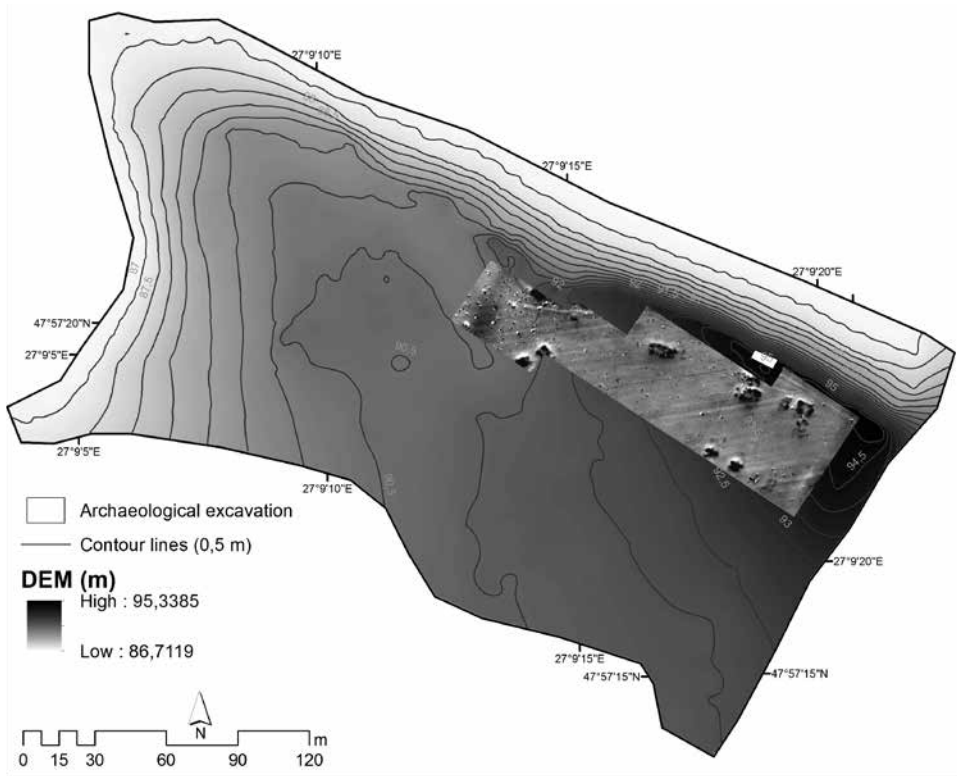 27°9'10"E
27°9'15"E
27°9'20"E
87
87.5
47°57'20"N
27°9'5"E
90.5
95
94.5
92.5
93
90.5
27°9'5"E
27°9'10"E
27°9'20"E
27°9'15"E
47°57'15"N
47°57'15"N
Archaeological excavation
Contour lines (0,5 m)
DEM (m)
High : 95,3385
Low : 86,7119
N
m
0 15 30 60 90 120